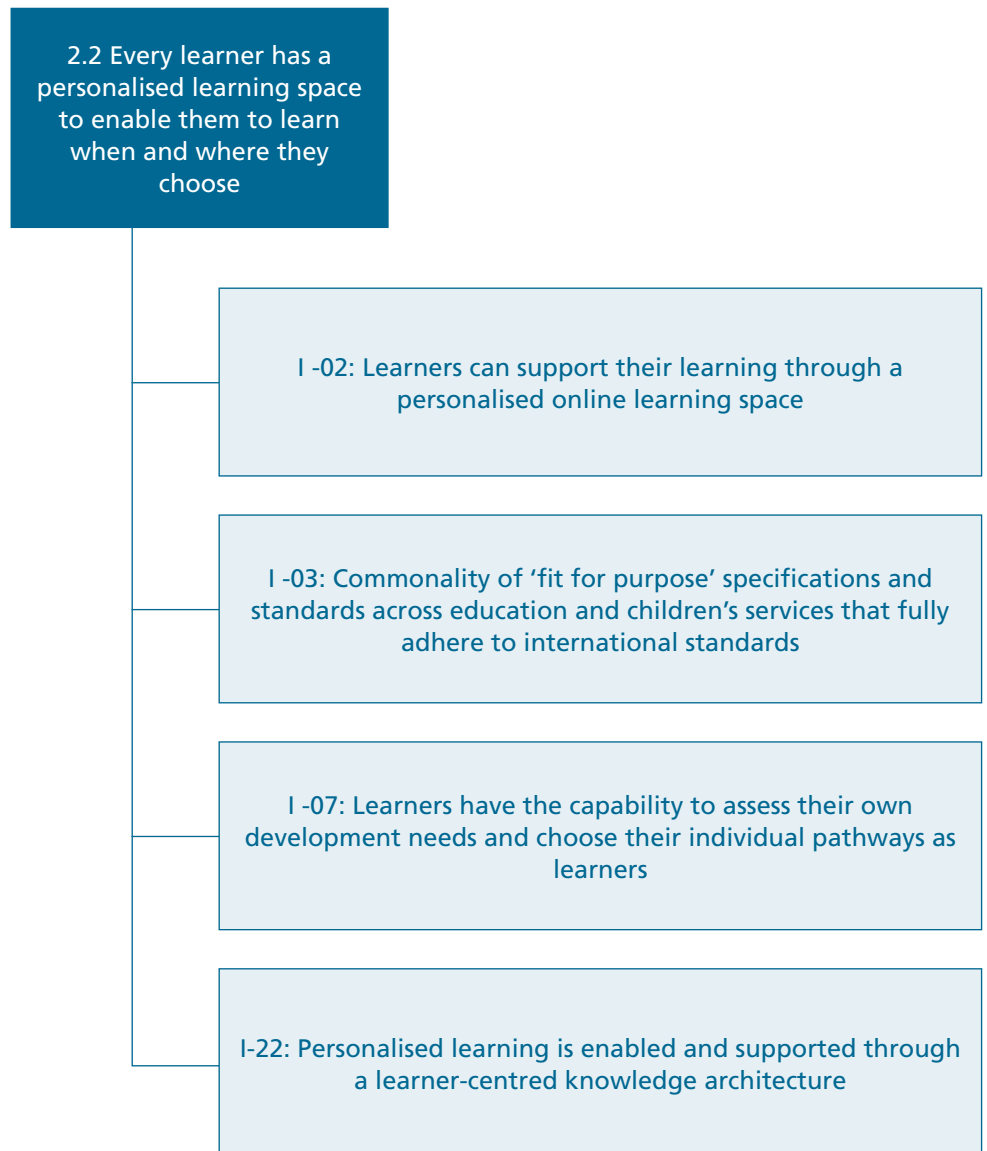 2.2 Every learner has a
personalised learning space
to enable them to learn
when and where they
choose
I -02: Learners can support their learning through a
personalised online learning space
I -03: Commonality of ‘fit for purpose’ specifications and
standards across education and children’s services that fully
adhere to international standards
I -07: Learners have the capability to assess their own
development needs and choose their individual pathways as
learners
I-22: Personalised learning is enabled and supported through
a learner-centred knowledge architecture